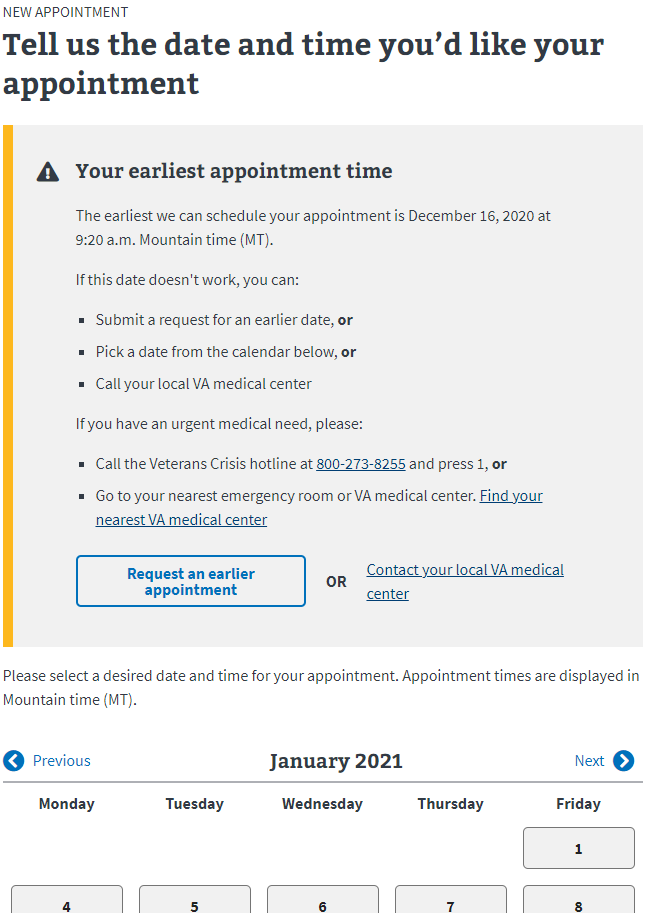 NEW APPOINTMENT
Tell us the date and time you’d like your
appointment
Your earliest appointment time
The earliest we can schedule your appointment is December 16, 2020 at
9:20 a.m. Mountain time (MT).
If this date doesn't work, you can:
Submit a request for an earlier date, or
Pick a date from the calendar below, or
Call your local VA medical center
If you have an urgent medical need, please:
Call the Veterans Crisis hotline at 800-273-8255 and press 1, or
Go to your nearest emergency room or VA medical center. Find your
nearest VA medical center
Request an earlier
appointment
OR
Contact your local VA medical
center
Please select a desired date and time for your appointment. Appointment times are displayed in
Mountain time (MT).
Previous January 2021 Next
Monday Tuesday Wednesday Thursday Friday
1
4 5 6 7 8